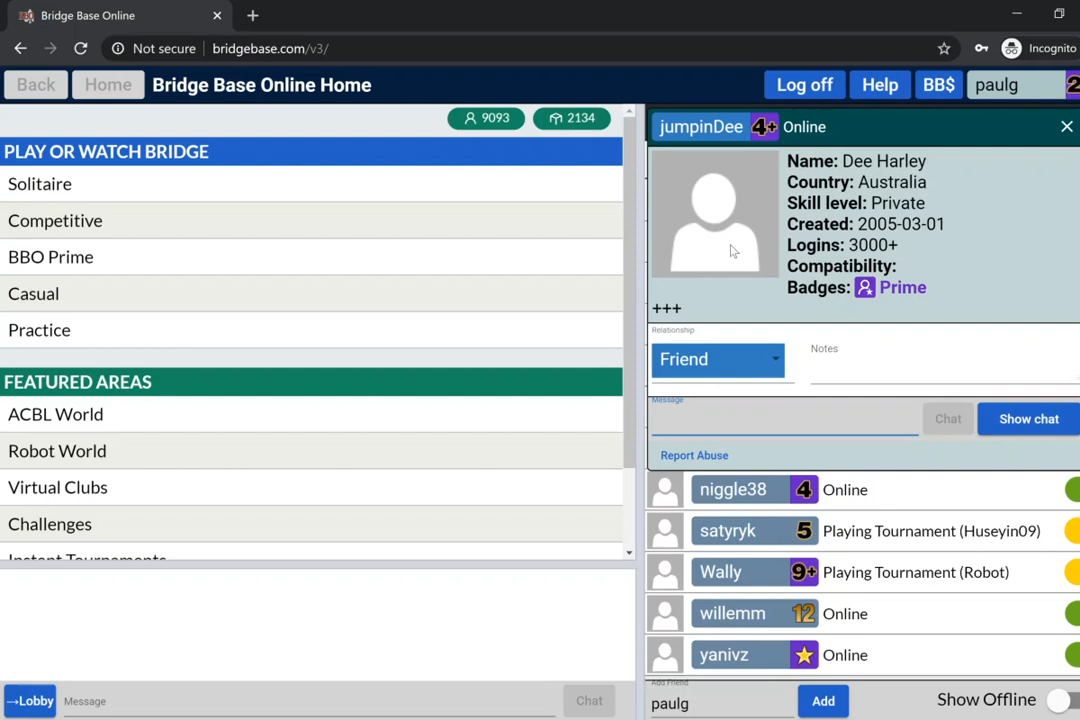 Bridge Base Online
Not secure bridgebase.com/v3/ Incognito
Back Home Bridge Base Online Home Log off Help BB$ paulg 2
9093 2134
PLAY OR WATCH BRIDGE
Solitaire
Competitive
BBO Prime
Casual
Practice
FEATURED AREAS
ACBL World
Robot World
Virtual Clubs
Challenges
Instant Tournaments
→Lobby Message Chat
jumpinDee 4+ Online
Name: Dee Harley
Country: Australia
Skill level: Private
Created: 2005-03-01
Logins: 3000+
Compatibility:
Badges: Prime
+++
Relationship
Friend
Notes
Message
Chat Show chat
Report Abuse
niggle38 4 Online
satyryk 5 Playing Tournament (Huseyin09)
Wally 9+ Playing Tournament (Robot)
willemm 12 Online
yanivz Online
Add Friend
paulg Add Show Offline